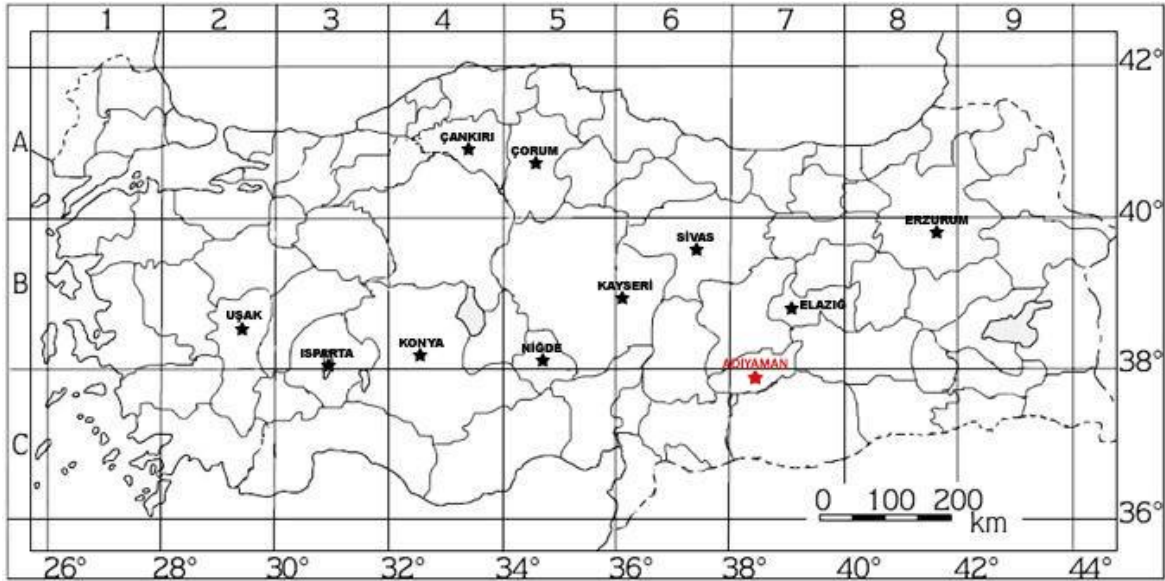 1 2 3 4 5 6 7 8 9
42°
A
ÇANKIRI
ÇORUM
40°
ERZURUM
SİVAS
B
KAYSERİ
ELAZIĞ
UŞAK
KONYA
NİĞDE
ISPARTA
ADIYAMAN
38°
C
0 100 200
km
36°
26° 28° 30° 32° 34° 36° 38° 40° 42° 44°